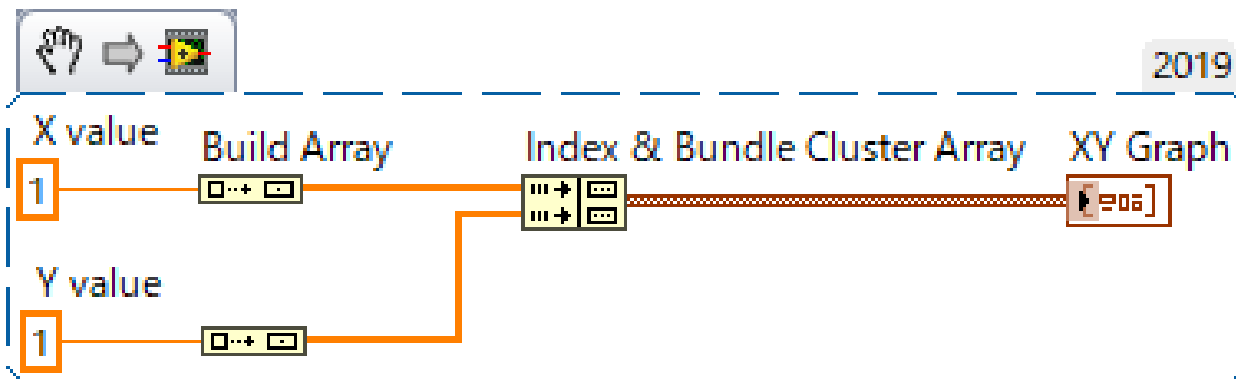 2019
X value
Build Array
Index & Bundle Cluster Array
XY Graph
1
Y value
1